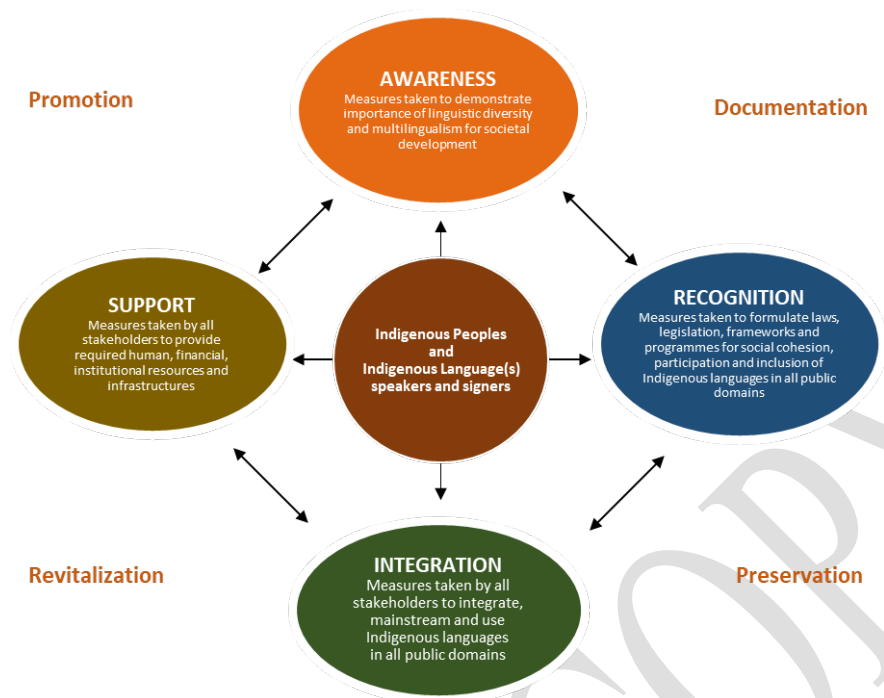 Promotion
AWARENESS
Measures taken to demonstrate
importance of linguistic diversity
and multilingualism for societal
development
Documentation
SUPPORT
Measures taken by all
stakeholders to provide
required human, financial,
institutional resources and
infrastructures
Indigenous Peoples
and
Indigenous Language(s)
speakers and signers
RECOGNITION
Measures taken to formulate laws,
legislation, frameworks and
programmes for social cohesion,
participation and inclusion of
Indigenous languages in all public
domains
Revitalization
INTEGRATION
Measures taken by all
stakeholders to integrate,
mainstream and use
Indigenous languages
in all public domains
Preservation
COPY